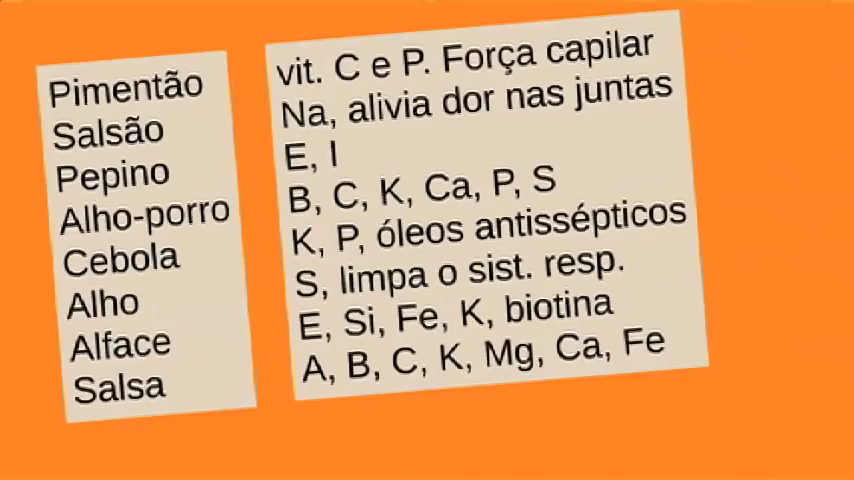 Pimentão
Salsão
Pepino
Alho-porro
Cebola
Alho
Alface
Salsa
vit. C e P. Força capilar
Na, alivia dor nas juntas
E, I
B, C, K, Ca, P, S
K, P, óleos antissépticos
S, limpa o sist. resp.
E, Si, Fe, K, biotina
A, B, C, K, Mg, Ca, Fe